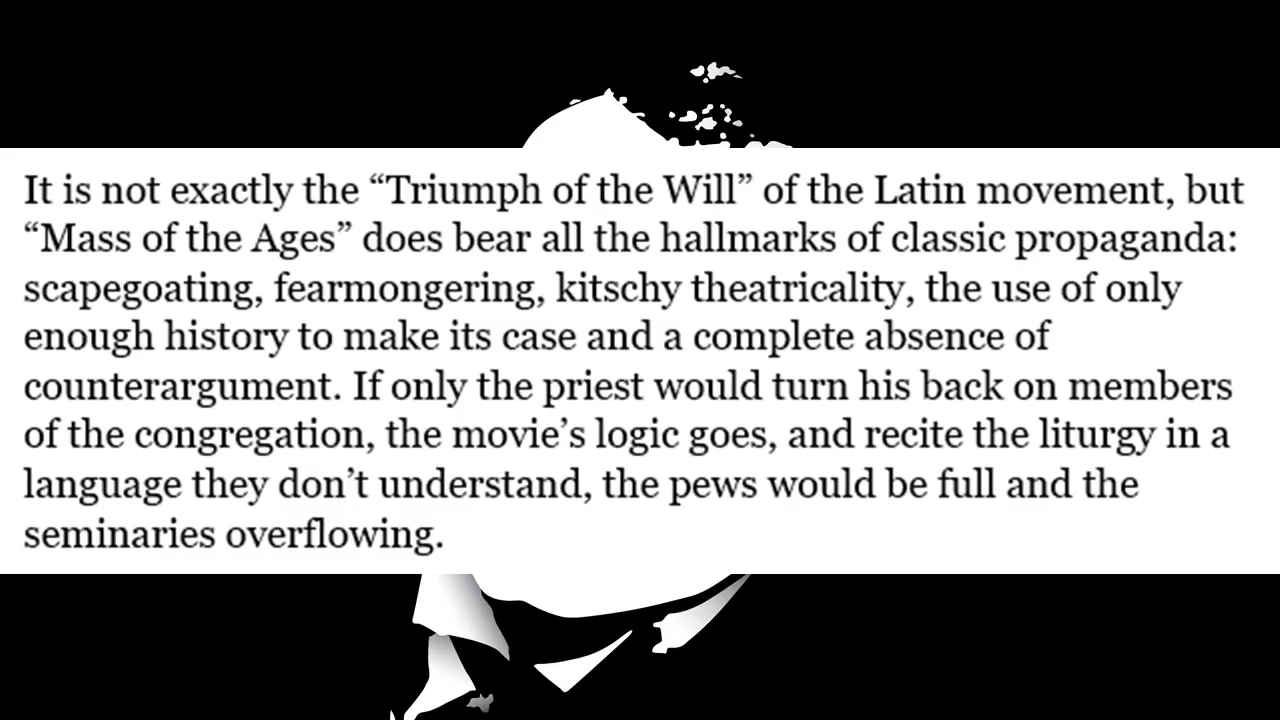 It is not exactly the “Triumph of the Will” of the Latin movement, but
“Mass of the Ages” does bear all the hallmarks of classic propaganda:
scapegoating, fearmongering, kitschy theatricality, the use of only
enough history to make its case and a complete absence of
counterargument. If only the priest would turn his back on members
of the congregation, the movie’s logic goes, and recite the liturgy in a
language they don’t understand, the pews would be full and the
seminaries overflowing.